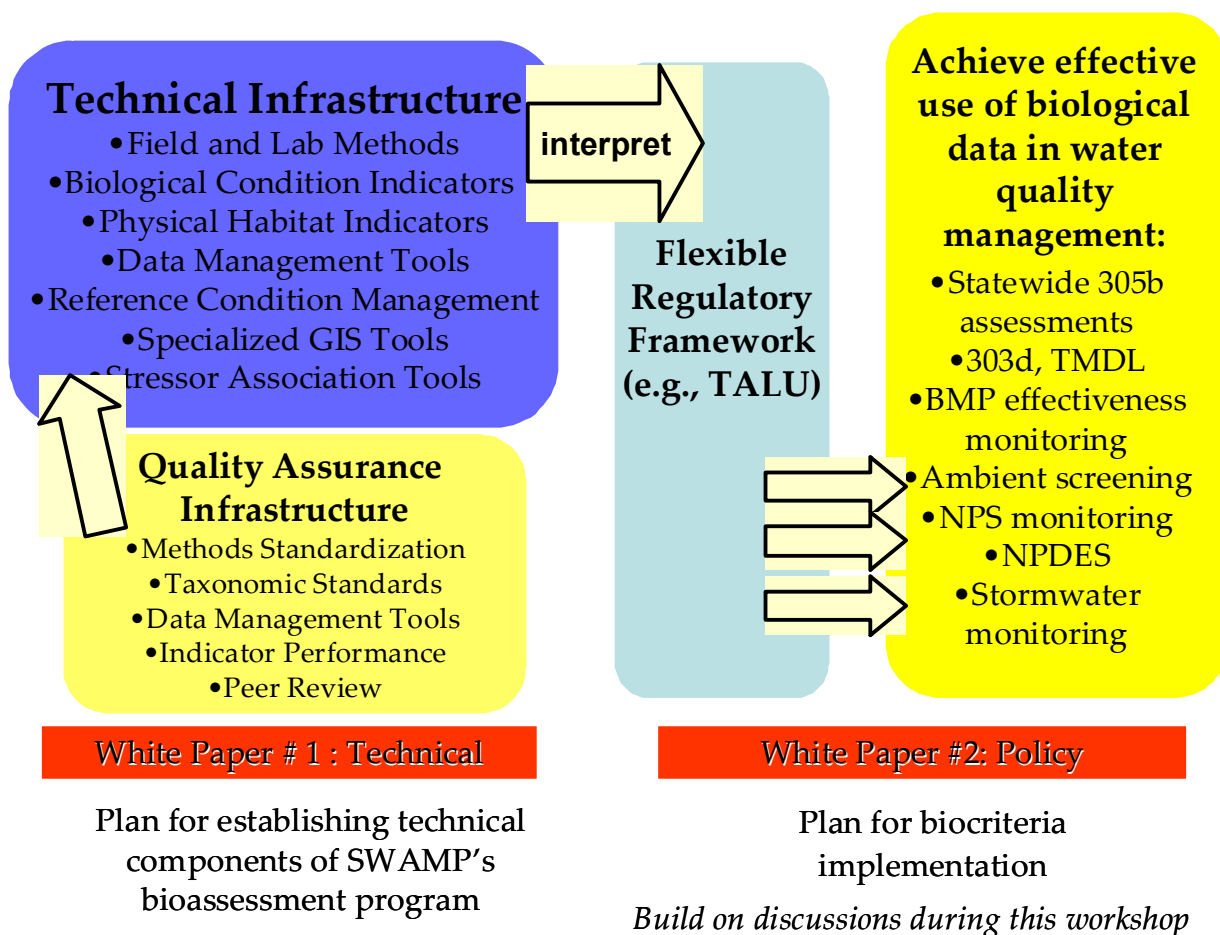 Technical Infrastructure
•Field and Lab Methods
•Biological Condition Indicators
•Physical Habitat Indicators
•Data Management Tools
•Reference Condition Management
•Specialized GIS Tools
•Stressor Association Tools
Quality Assurance
Infrastructure
•Methods Standardization
•Taxonomic Standards
•Data Management Tools
•Indicator Performance
•Peer Review
interpret
Flexible
Regulatory
Framework
(e.g., TALU)
Achieve effective
use of biological
data in water
quality
management:
•Statewide 305b
assessments
•303d, TMDL
•BMP effectiveness
monitoring
•Ambient screening
•NPS monitoring
•NPDES
•Stormwater
monitoring
White Paper # 1 : Technical
Plan for establishing technical
components of SWAMP’s
bioassessment program
White Paper #2: Policy
Plan for biocriteria
implementation
Build on discussions during this workshop